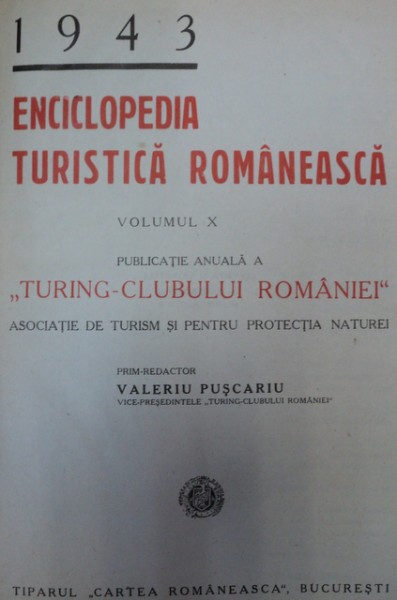 1943
ENCICLOPEDIA
TURISTICĂ ROMÂNEASCĂ
VOLUMUL X
PUBLICAȚIE ANUALĂ A
„TURING-CLUBULUI ROMÂNIEI“
ASOCIAȚIE DE TURISM ȘI PENTRU PROTECȚIA NATUREI
PRIM-REDACTOR
VALERIU PUȘCARIU
VICE-PREȘEDINTELE „TURING-CLUBULUI ROMÂNIEI“
TIPARUL „CARTEA ROMÂNEASCA“, BUCUREȘTI